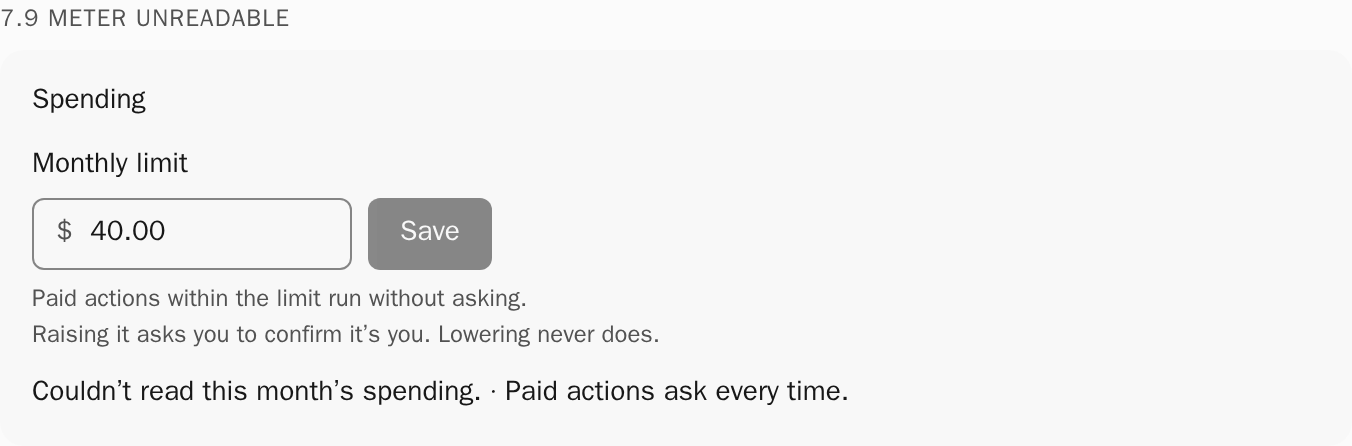 7.9 METER UNREADABLE
Spending
Monthly limit
$ 40.00 Save
Paid actions within the limit run without asking.
Raising it asks you to confirm it’s you. Lowering never does.
Couldn’t read this month’s spending. · Paid actions ask every time.